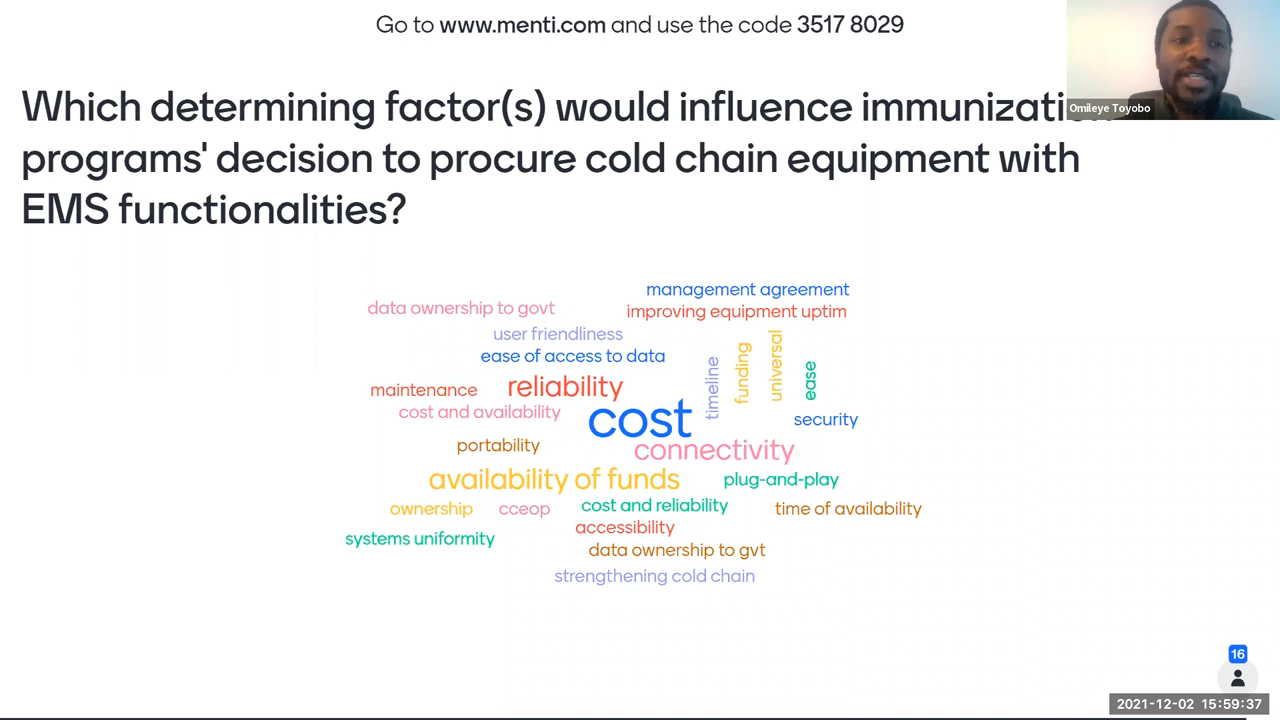 Go to www.menti.com and use the code 3517 8029
Omileye Toyobo
Which determining factor(s) would influence immunization
programs' decision to procure cold chain equipment with
EMS functionalities?
management agreement
data ownership to govt
improving equipment uptim
user friendliness
ease of access to data
timeline
funding
universal
ease
maintenance
reliability
cost and availability
cost
security
portability
connectivity
availability of funds
plug-and-play
ownership
cceop
cost and reliability
time of availability
accessibility
systems uniformity
data ownership to gvt
strengthening cold chain
16
2021-12-02 15:59:37